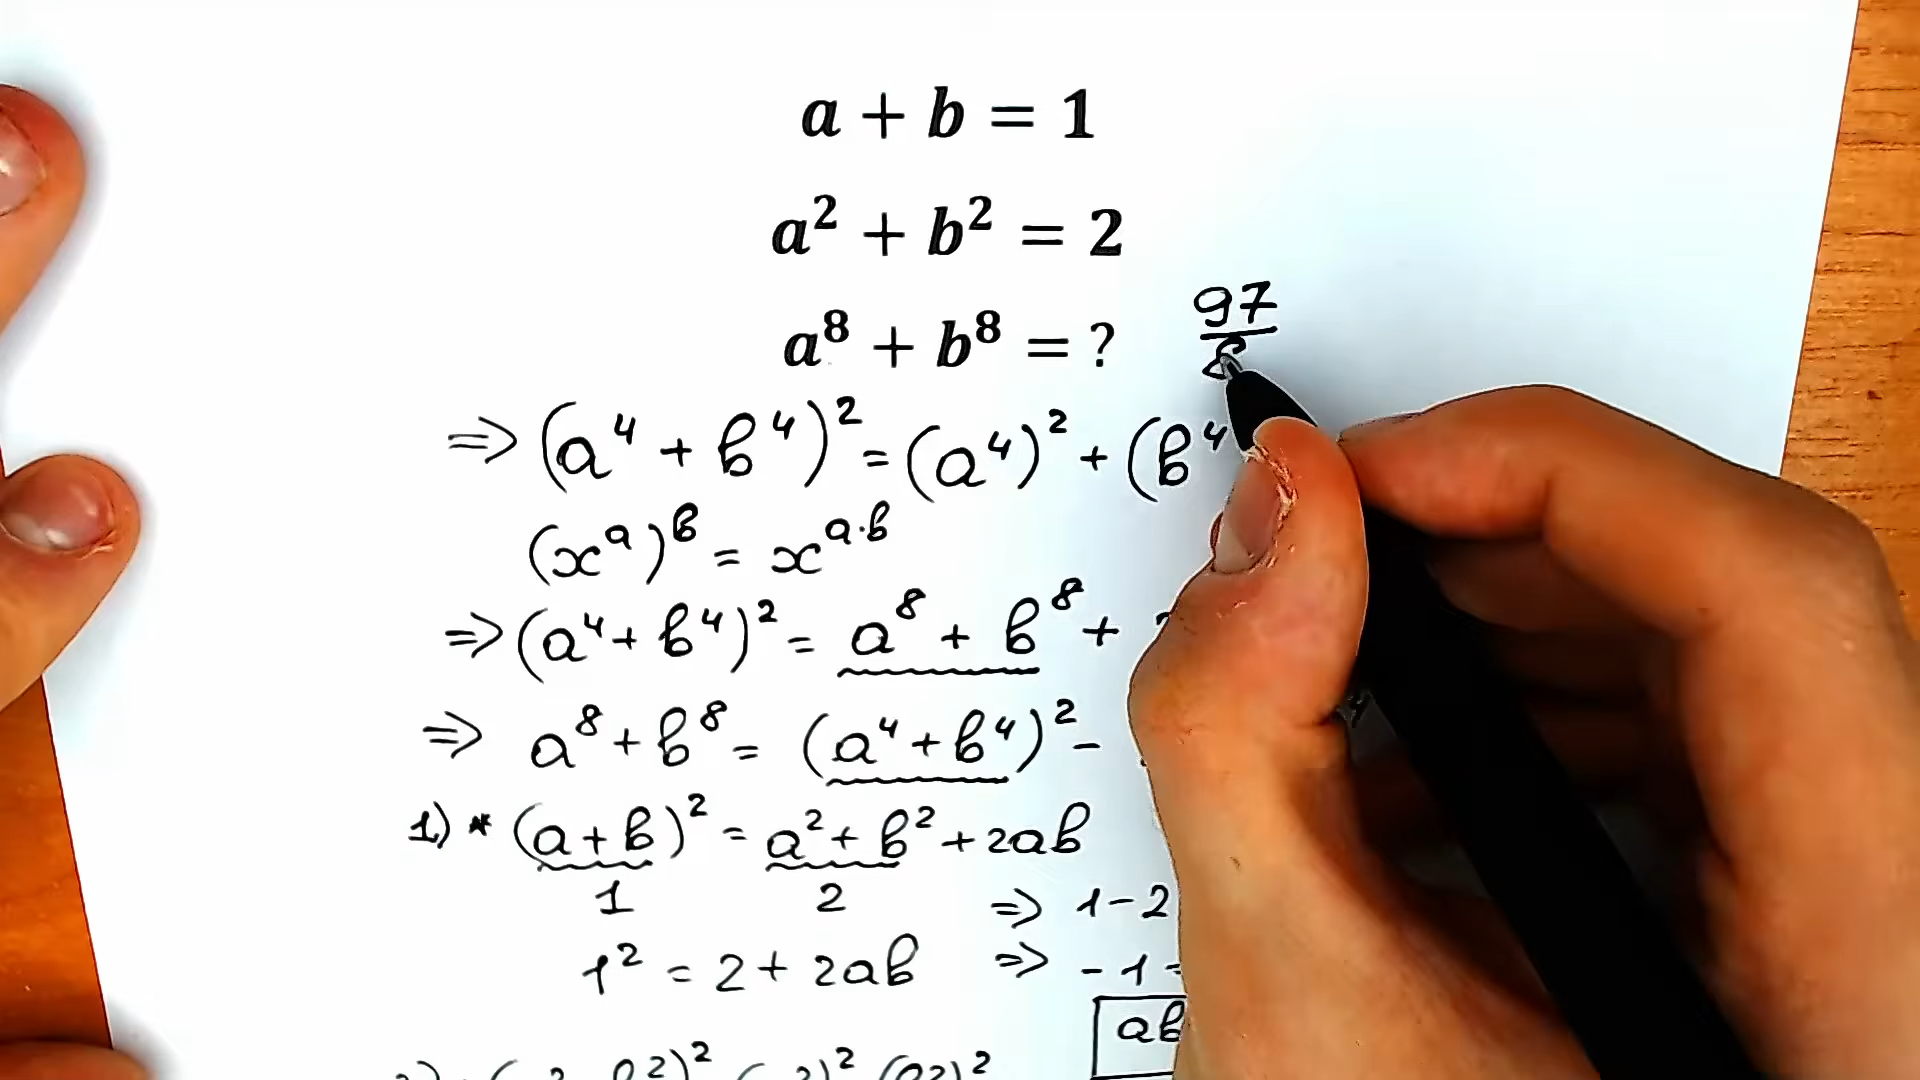 a + b = 1
a² + b² = 2
a⁸ + b⁸ = ? 97/8
=> (a⁴ + b⁴)² = (a⁴)² + (b⁴
(xᵃ)ᵇ = xᵃ·ᵇ
=> (a⁴ + b⁴)² = a⁸ + b⁸ +
=> a⁸ + b⁸ = (a⁴ + b⁴)² -
1) * (a + b)² = a² + b² + 2ab
1 2
=> 1 - 2
1² = 2 + 2ab => - 1 =
ab